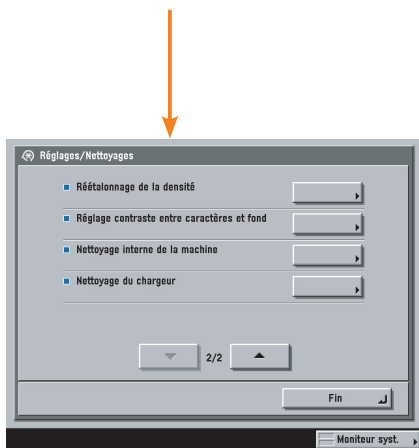 Réglages/Nettoyages
Réétalonnage de la densité
Réglage contraste entre caractères et fond
Nettoyage interne de la machine
Nettoyage du chargeur
2/2
Fin
Moniteur syst.